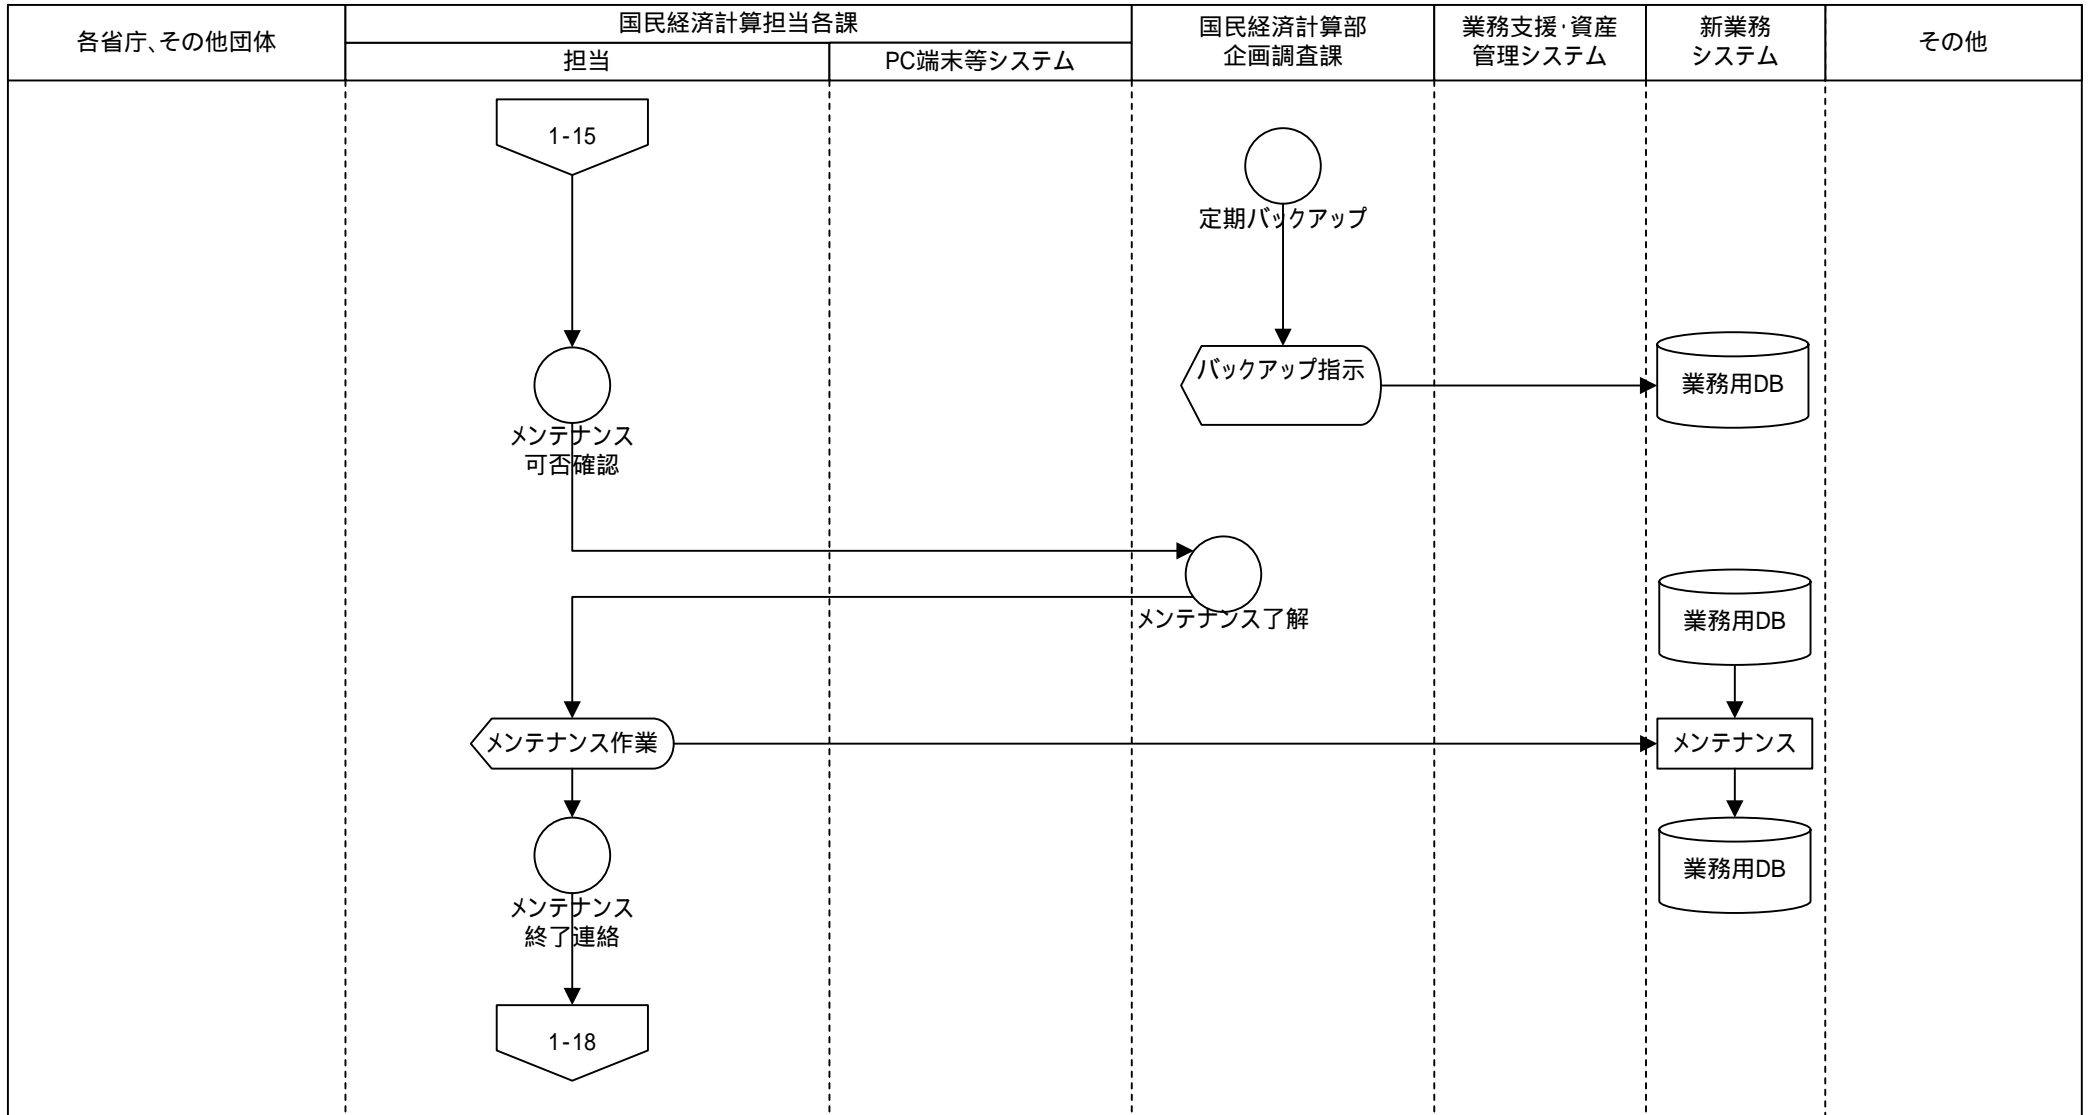 各省庁、その他団体
国民経済計算担当各課
担当
PC端末等システム
国民経済計算部
企画調査課
業務支援・資産
管理システム
新業務
システム
その他
1-15
定期バックアップ
バックアップ指示
業務用DB
メンテナンス
可否確認
メンテナンス了解
業務用DB
メンテナンス作業
メンテナンス
業務用DB
メンテナンス
終了連絡
1-18